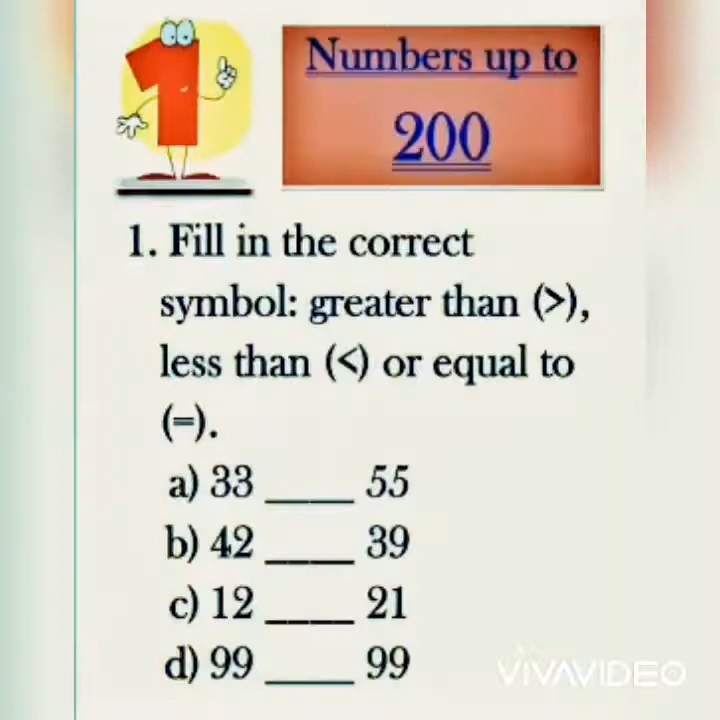 Numbers up to
200
1. Fill in the correct
symbol: greater than (>),
less than (<) or equal to
(=).
a) 33 ____ 55
b) 42 ____ 39
c) 12 ____ 21
d) 99 ____ 99
VIVAVIDEO